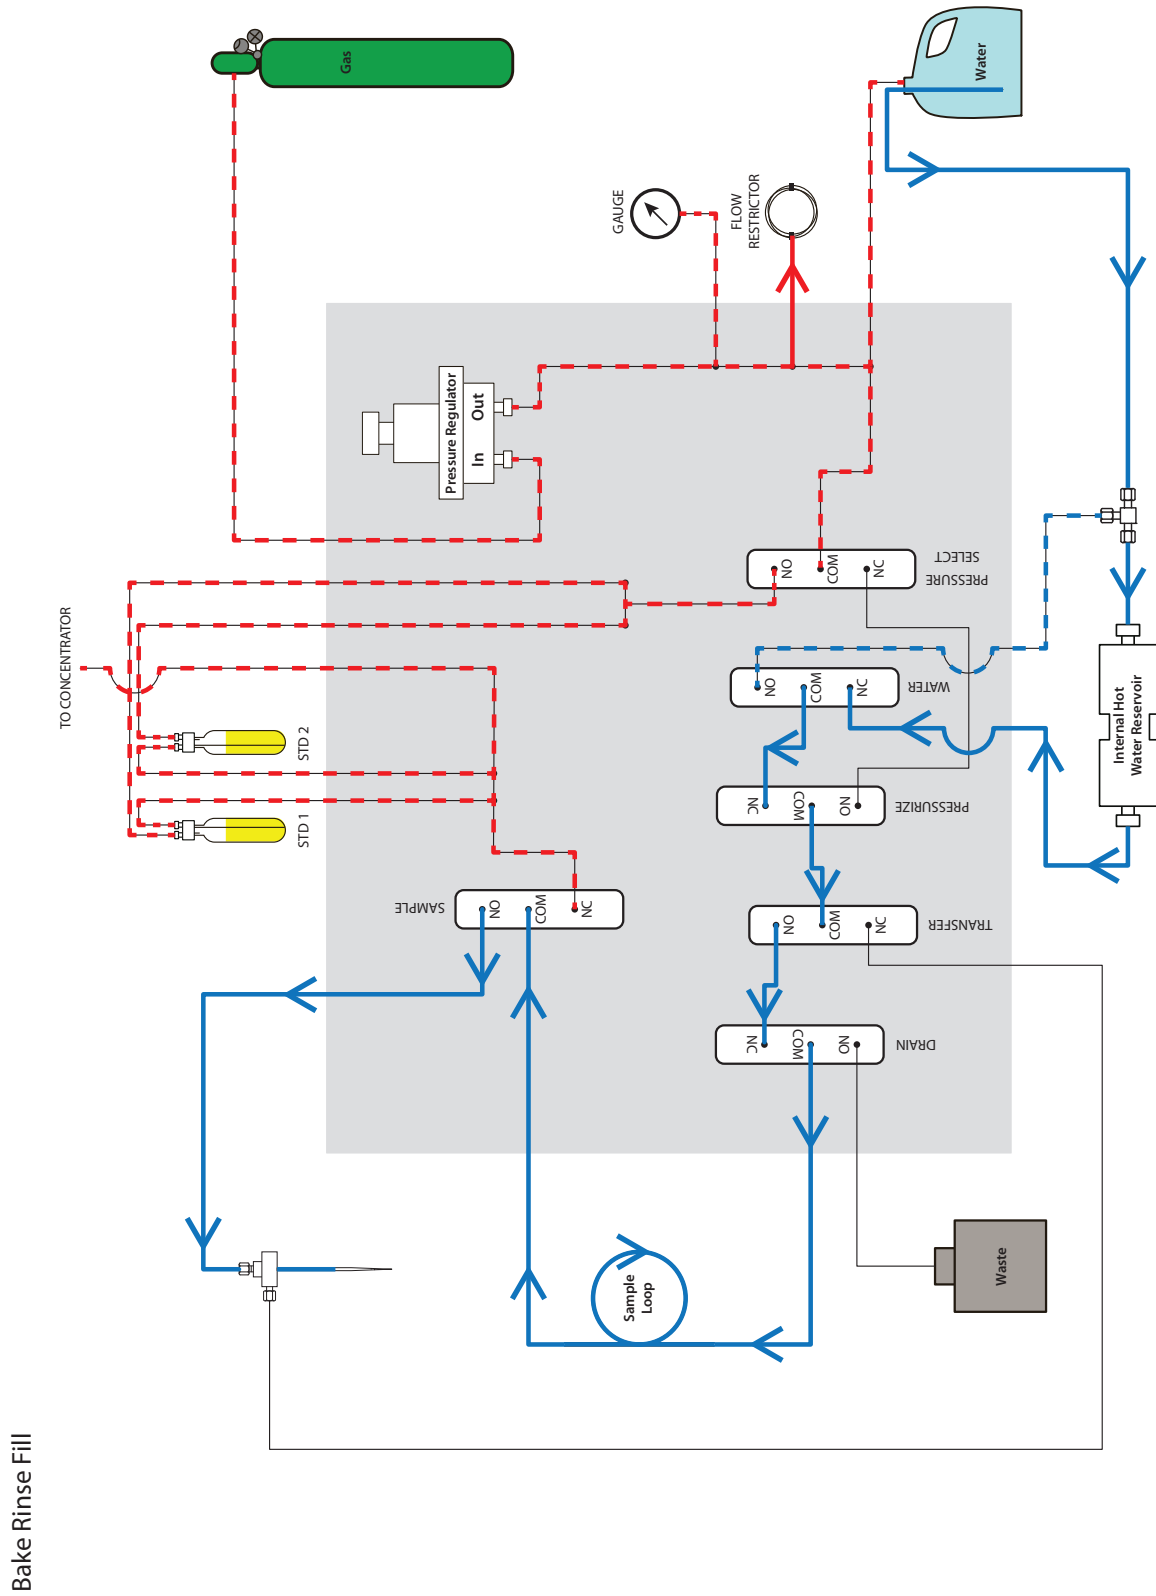 Bake Rinse Fill
TO CONCENTRATOR
Gas
Water
GAUGE
FLOW
RESTRICTOR
Pressure Regulator
In
Out
STD 2
STD 1
SAMPLE
NO
COM
NC
PRESSURE
SELECT
NO
COM
NC
WATER
NO
COM
NC
PRESSURIZE
NC
COM
NO
TRANSFER
NO
COM
NC
DRAIN
NC
COM
NO
Internal Hot
Water Reservoir
Sample
Loop
Waste